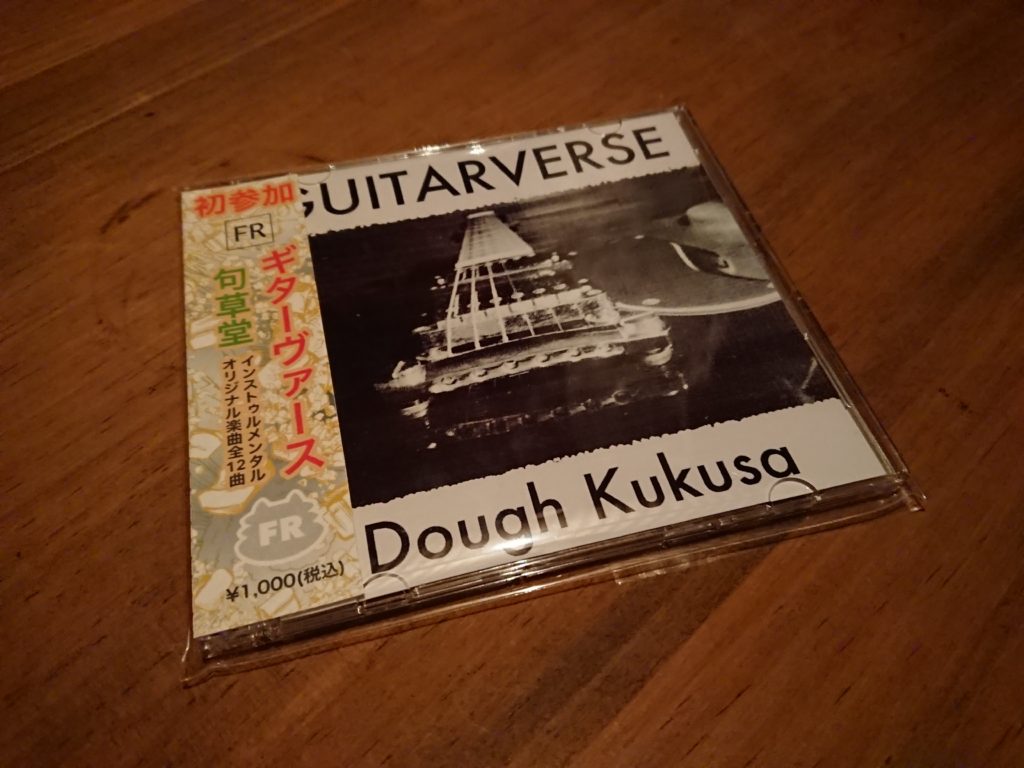 初参加
FR
ギターヴァース
句草堂
インストゥルメンタル
オリジナル楽曲全12曲
FR
¥1,000(税込)
GUITARVERSE
Dough Kukusa